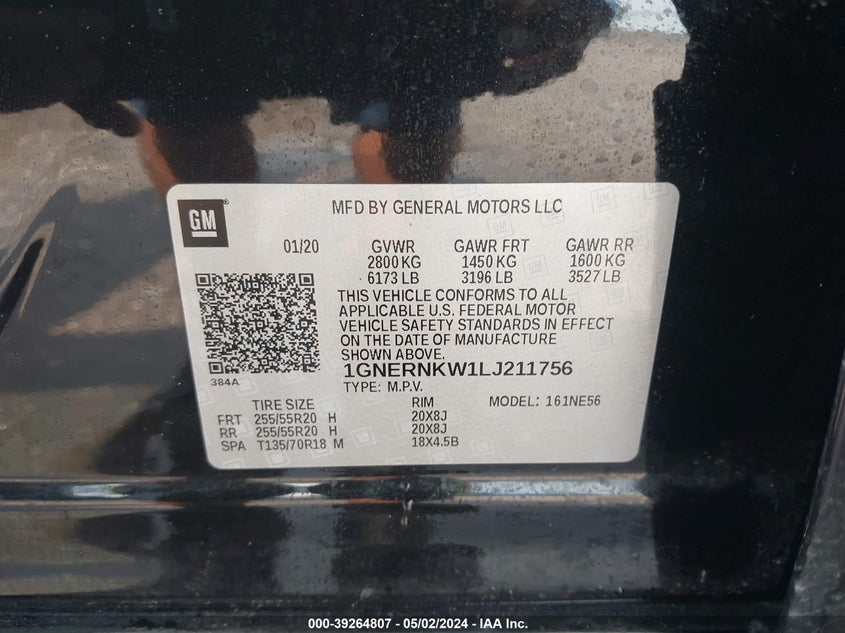 GM
MFD BY GENERAL MOTORS LLC
01/20 GVWR GAWR FRT GAWR RR
2800 KG 1450 KG 1600 KG
6173 LB 3196 LB 3527 LB
THIS VEHICLE CONFORMS TO ALL
APPLICABLE U.S. FEDERAL MOTOR
VEHICLE SAFETY STANDARDS IN EFFECT
ON THE DATE OF MANUFACTURE
SHOWN ABOVE.
1GNERNKW1LJ211756
384A
TYPE: M.P.V.
TIRE SIZE RIM MODEL: 161NE56
FRT 255/55R20 H 20X8J
RR 255/55R20 H 20X8J
SPA T135/70R18 M 18X4.5B
000-39264807 - 05/02/2024 - IAA Inc.